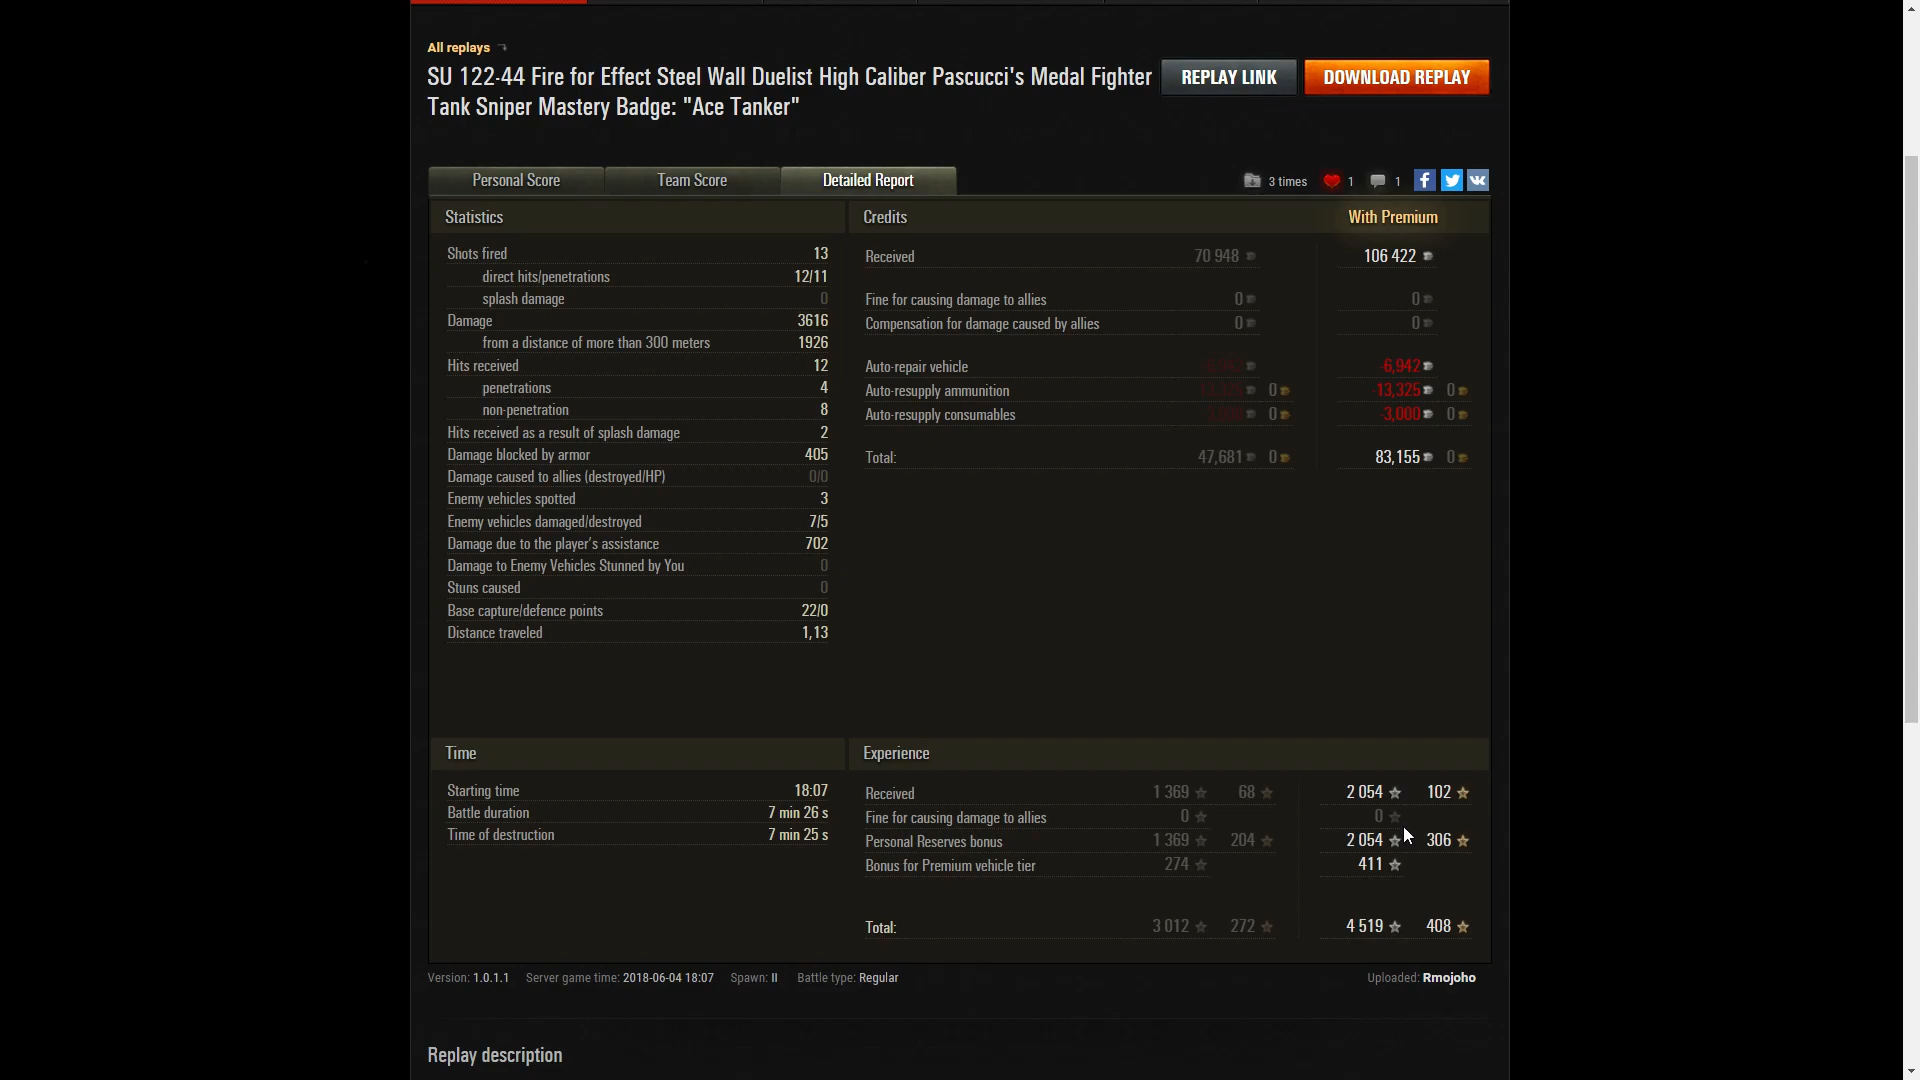 All replays
SU 122-44 Fire for Effect Steel Wall Duelist High Caliber Pascucci's Medal Fighter
Tank Sniper Mastery Badge: "Ace Tanker"
REPLAY LINK
DOWNLOAD REPLAY
Personal Score
Team Score
Detailed Report
3 times
1
1
Statistics
Shots fired 13
direct hits/penetrations 12/11
splash damage 0
Damage 3616
from a distance of more than 300 meters 1926
Hits received 12
penetrations 4
non-penetration 8
Hits received as a result of splash damage 2
Damage blocked by armor 405
Damage caused to allies (destroyed/HP) 0/0
Enemy vehicles spotted 3
Enemy vehicles damaged/destroyed 7/5
Damage due to the player's assistance 702
Damage to Enemy Vehicles Stunned by You 0
Stuns caused 0
Base capture/defence points 22/0
Distance traveled 1,13
Credits With Premium
Received 70 948 106 422
Fine for causing damage to allies 0 0
Compensation for damage caused by allies 0 0
Auto-repair vehicle -6,942
Auto-resupply ammunition 0 -13,325 0
Auto-resupply consumables 0 -3,000 0
Total: 47,681 0 83,155 0
Time
Starting time 18:07
Battle duration 7 min 26 s
Time of destruction 7 min 25 s
Experience
Received 1 369 68 2 054 102
Fine for causing damage to allies 0 0
Personal Reserves bonus 1 369 204 2 054 306
Bonus for Premium vehicle tier 274 411
Total: 3 012 272 4 519 408
Version: 1.0.1.1 Server game time: 2018-06-04 18:07 Spawn: II Battle type: Regular Uploaded: Rmojoho
Replay description